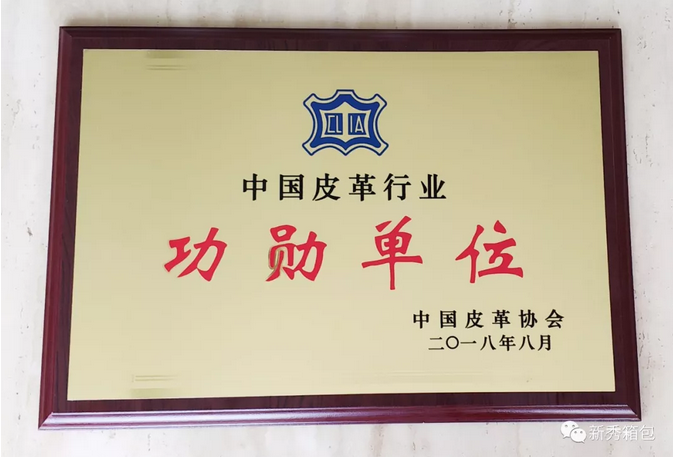 CLIA
中国皮革行业
功勋单位
中国皮革协会
二〇一八年八月
新秀箱包